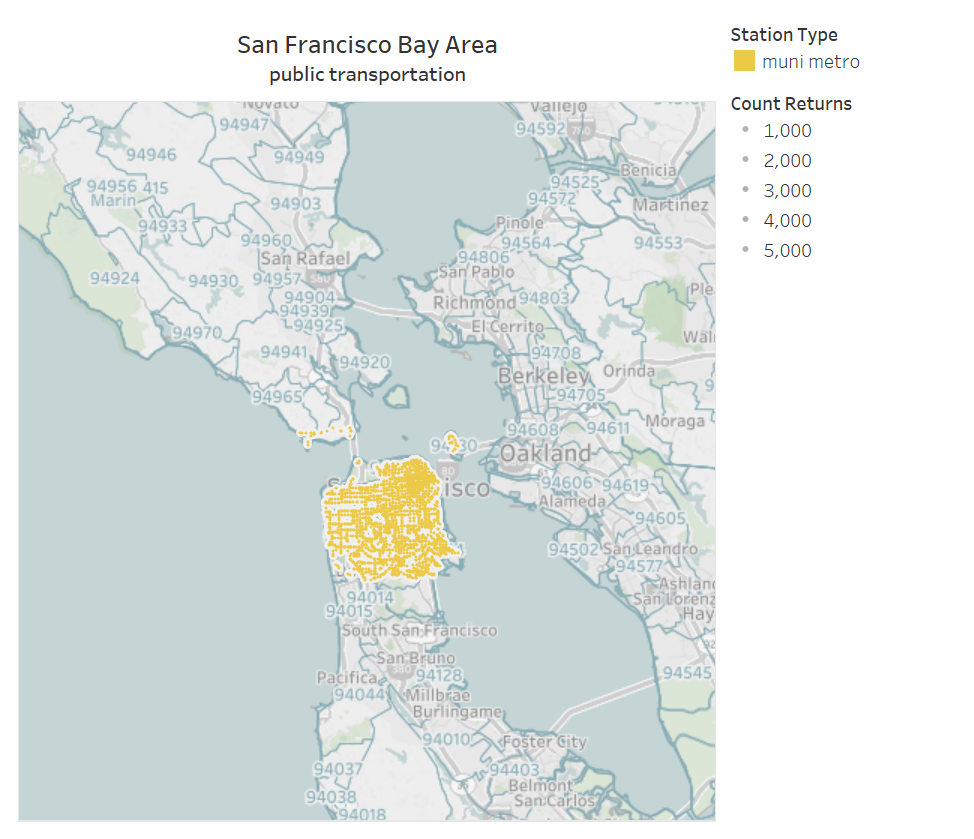 San Francisco Bay Area
public transportation
Station Type
muni metro
Count Returns
1,000
2,000
3,000
4,000
5,000
Novato
Vallejo
94947
94592
780
94946
94949
Benicia
94956 415
94525
Marin
94572
94903
Martinez
94933
Pinole
94960
94564
94553
San Rafael
94806
San Pablo
94924
94930
94957
94904
Richmond
94803
94939
94925
El Cerrito
94970
94941
94708
94920
Orinda
94965
Berkeley
94705
Moraga
94608
94611
Oakland
80
isco
94606
94619
Alameda
94605
94502
San Leandro
94577
Ashland
San Lorenz
Hay
94014
94015
South San Francisco
San Bruno
380
Pacifica
94128
94545
94044
Millbrae
Burlingame
94010
Foster City
94037
94403
Belmont
94038
San Carlos
94018